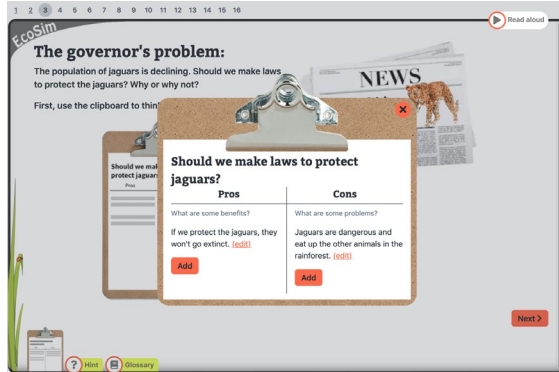 1 2 3 4 5 6 7 8 9 10 11 12 13 14 15 16
Read aloud
EcoSim
The governor's problem:
The population of jaguars is declining. Should we make laws
to protect the jaguars? Why or why not?
First, use the clipboard to thin
NEWS
Should we mak
protect jaguar
Pros
Should we make laws to protect
jaguars?
Pros
What are some benefits?
If we protect the jaguars, they
won't go extinct. (edit)
Add
Cons
What are some problems?
Jaguars are dangerous and
eat up the other animals in the
rainforest. (edit)
Add
Next >
? Hint
Glossary